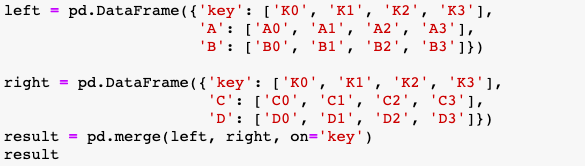 left = pd.DataFrame({'key': ['K0', 'K1', 'K2', 'K3'],
                     'A': ['A0', 'A1', 'A2', 'A3'],
                     'B': ['B0', 'B1', 'B2', 'B3']})

right = pd.DataFrame({'key': ['K0', 'K1', 'K2', 'K3'],
                      'C': ['C0', 'C1', 'C2', 'C3'],
                      'D': ['D0', 'D1', 'D2', 'D3']})
result = pd.merge(left, right, on='key')
result